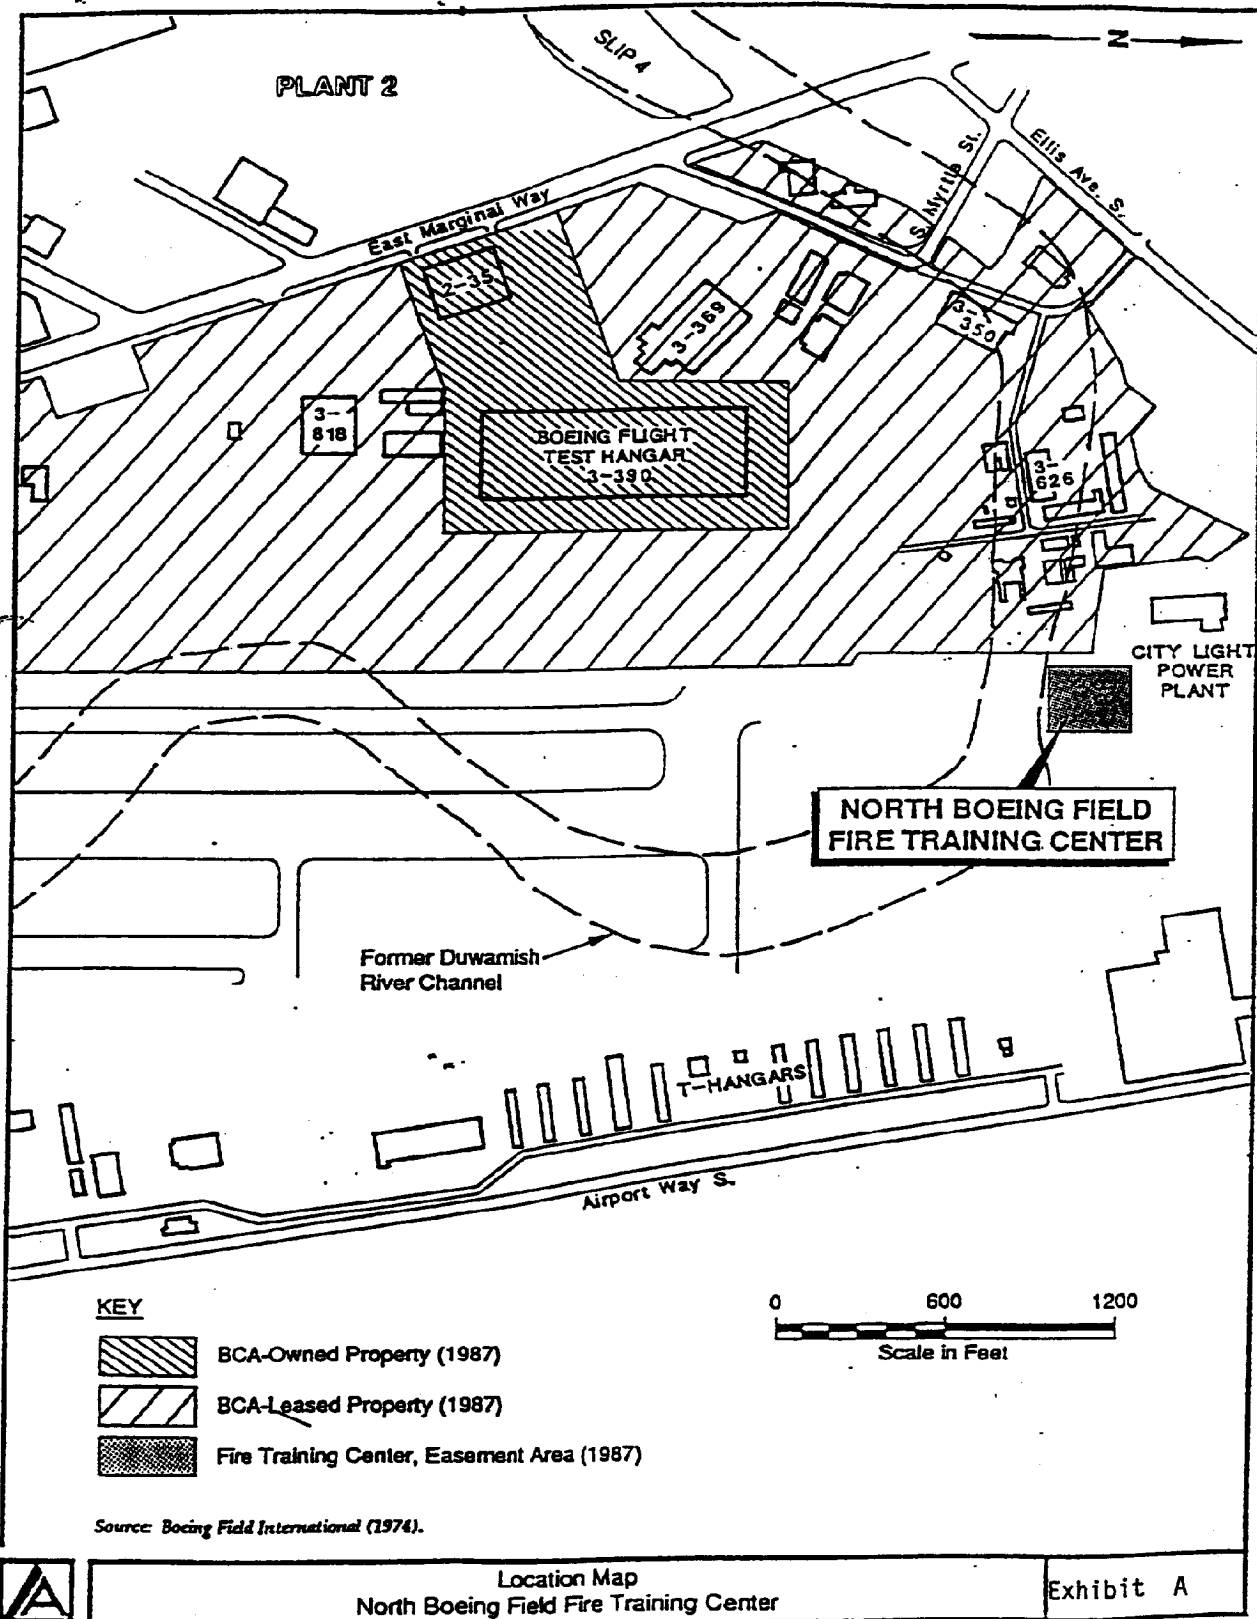 SLIP 4
N
PLANT 2
Ellis Ave. S.
S. Myrtle St.
East Marginal Way
2-35
3-369
3-
350
3-
818
BOEING FLIGHT
TEST HANGAR
3-390
3-
626
CITY LIGHT
POWER
PLANT
NORTH BOEING FIELD
FIRE TRAINING CENTER
Former Duwamish
River Channel
T-HANGARS
Airport Way S.
KEY
BCA-Owned Property (1987)
BCA-Leased Property (1987)
Fire Training Center, Easement Area (1987)
0 600 1200
Scale in Feet
Source: Boeing Field International (1974).
Location Map
North Boeing Field Fire Training Center
Exhibit A